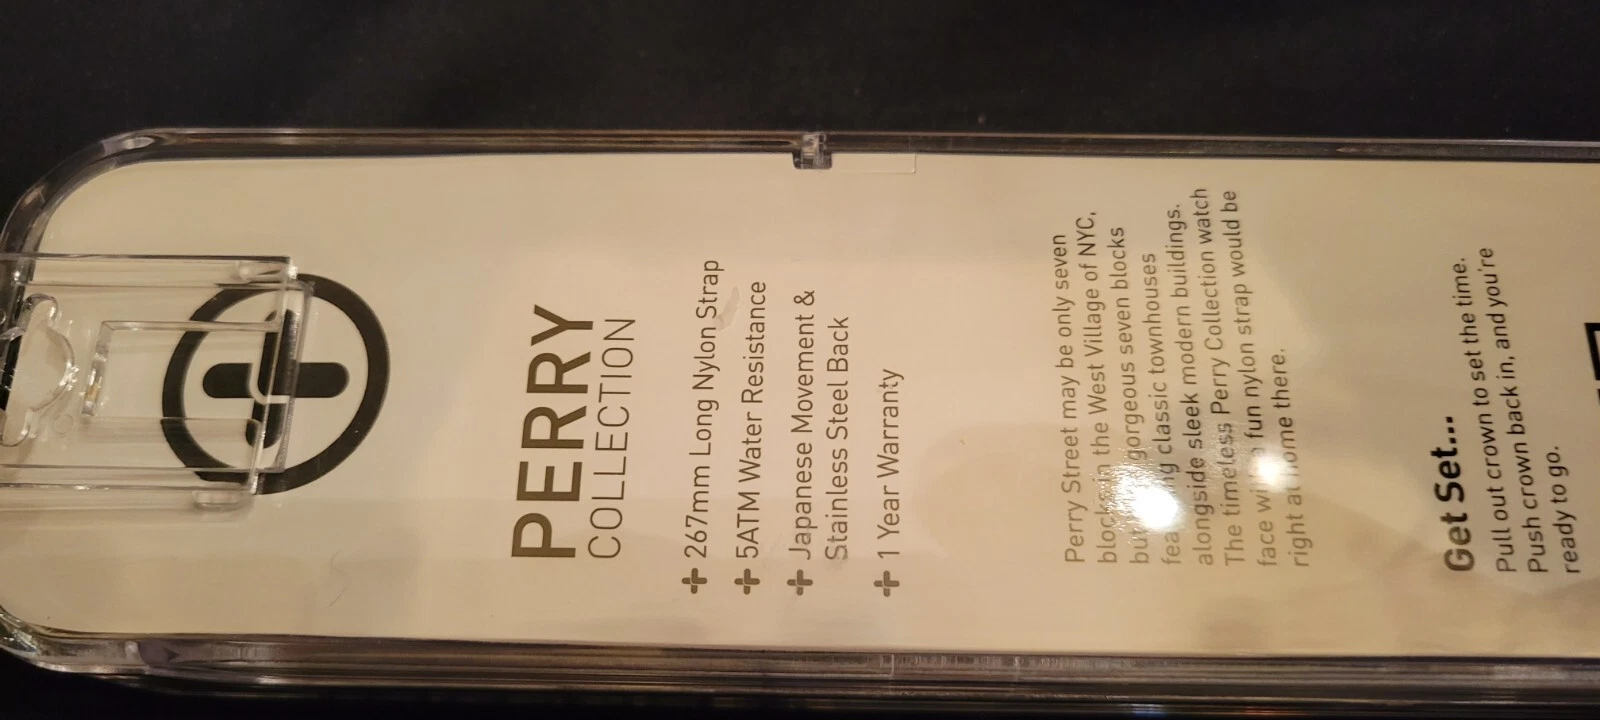 PERRY
COLLECTION
267mm Long Nylon Strap
5ATM Water Resistance
Japanese Movement &
Stainless Steel Back
1 Year Warranty
Perry Street may be only seven
blocks in the West Village of NYC,
but gorgeous seven blocks
classic townhouses
alongside sleek modern buildings.
The timeless Perry Collection watch
face fun nylon strap would be
right at home there.
Get Set...
Pull out crown to set the time.
Push crown back in, and you're
ready to go.